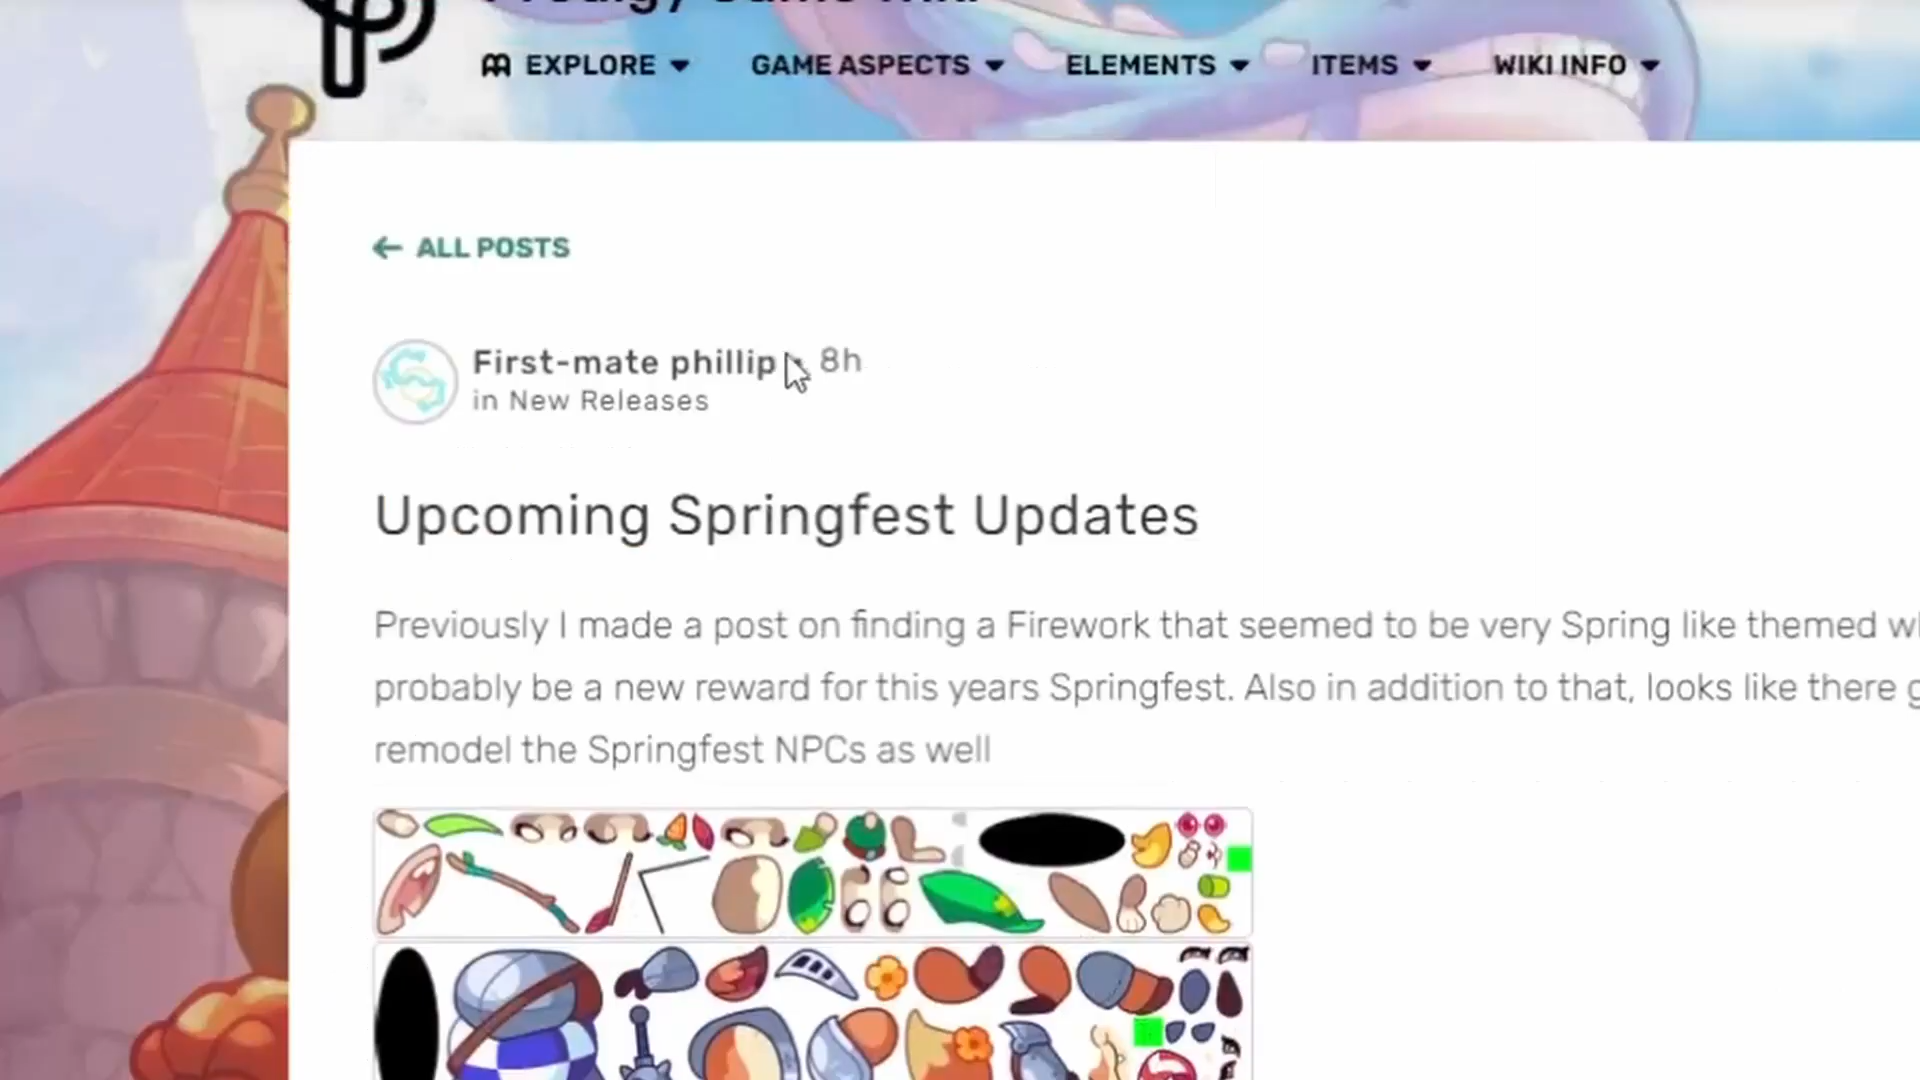 EXPLORE GAME ASPECTS ELEMENTS ITEMS WIKI INFO
← ALL POSTS
First-mate phillip • 8h
in New Releases
Upcoming Springfest Updates
Previously I made a post on finding a Firework that seemed to be very Spring like themed
probably be a new reward for this years Springfest. Also in addition to that, looks like there
remodel the Springfest NPCs as well